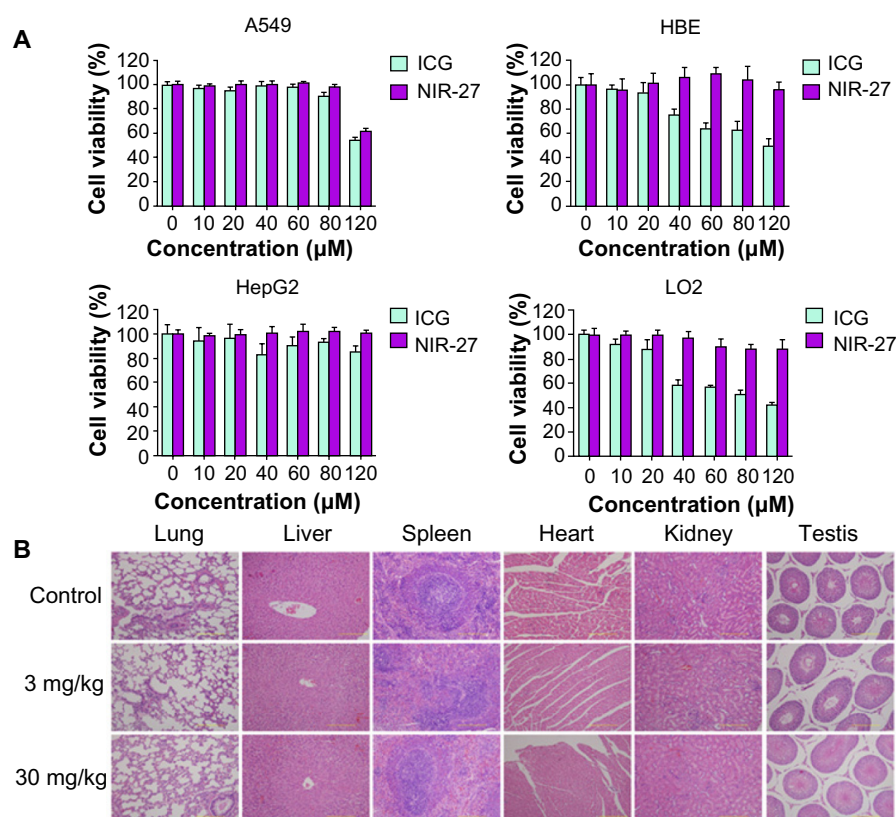 A
A549
Cell viability (%)
120
100
80
60
40
20
0
0 10 20 40 60 80 120
Concentration (µM)
ICG
NIR-27
HBE
Cell viability (%)
120
100
80
60
40
20
0
0 10 20 40 60 80 120
Concentration (µM)
ICG
NIR-27
HepG2
Cell viability (%)
120
100
80
60
40
20
0
0 10 20 40 60 80 120
Concentration (µM)
ICG
NIR-27
LO2
Cell viability (%)
120
100
80
60
40
20
0
0 10 20 40 60 80 120
Concentration (µM)
ICG
NIR-27
B
Lung Liver Spleen Heart Kidney Testis
Control
3 mg/kg
30 mg/kg